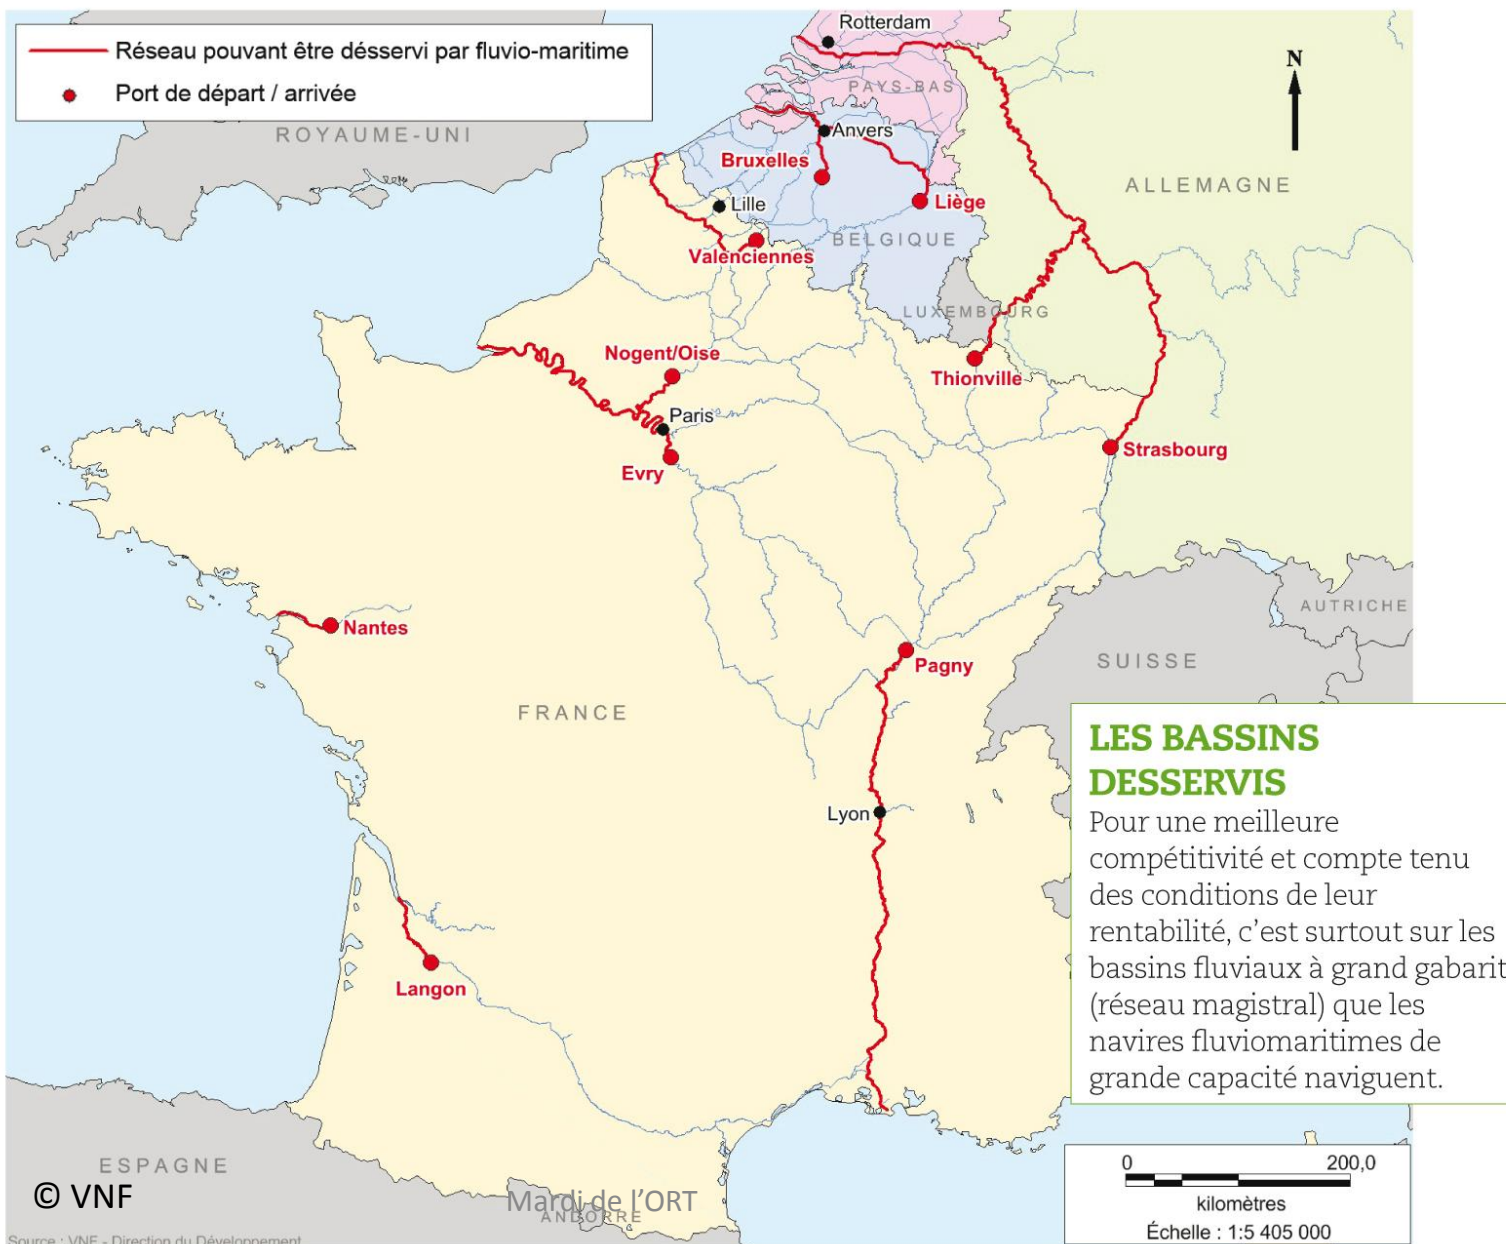 Réseau pouvant être désservi par fluvio-maritime
Port de départ / arrivée
Rotterdam
N
PAYS-BAS
ROYAUME-UNI
Anvers
Bruxelles
ALLEMAGNE
Lille
Liège
BELGIQUE
Valenciennes
LUXEMBOURG
Nogent/Oise
Thionville
Paris
Strasbourg
Evry
AUTRICHE
Nantes
SUISSE
Pagny
FRANCE
LES BASSINS
DESSERVIS
Pour une meilleure
compétitivité et compte tenu
des conditions de leur
rentabilité, c’est surtout sur les
bassins fluviaux à grand gabarit
(réseau magistral) que les
navires fluviomaritimes de
grande capacité naviguent.
Lyon
Langon
ESPAGNE
© VNF
Mardi de l’ORT
ANDORRE
0 200,0
kilomètres
Échelle : 1:5 405 000
Source : VNF - Direction du Développement